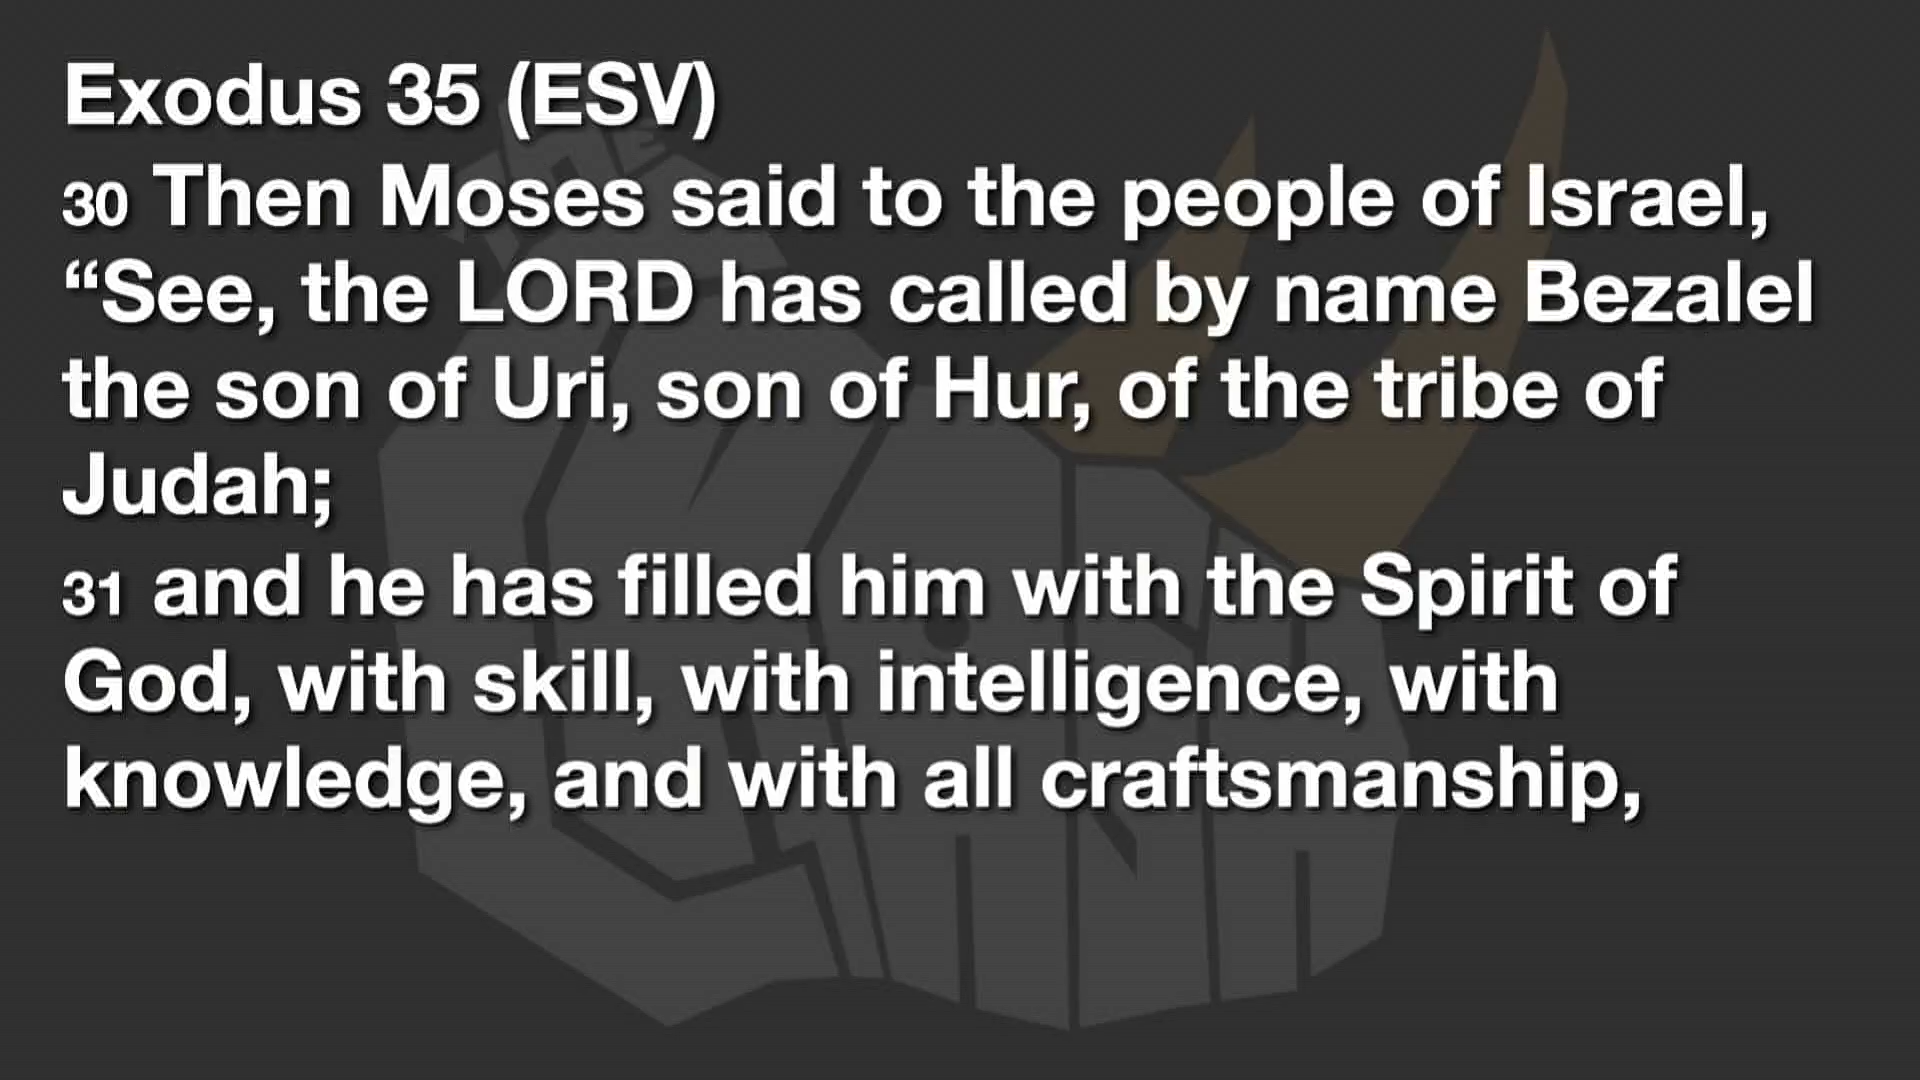 Exodus 35 (ESV)
30 Then Moses said to the people of Israel,
“See, the LORD has called by name Bezalel
the son of Uri, son of Hur, of the tribe of
Judah;
31 and he has filled him with the Spirit of
God, with skill, with intelligence, with
knowledge, and with all craftsmanship,
THE
CLASH